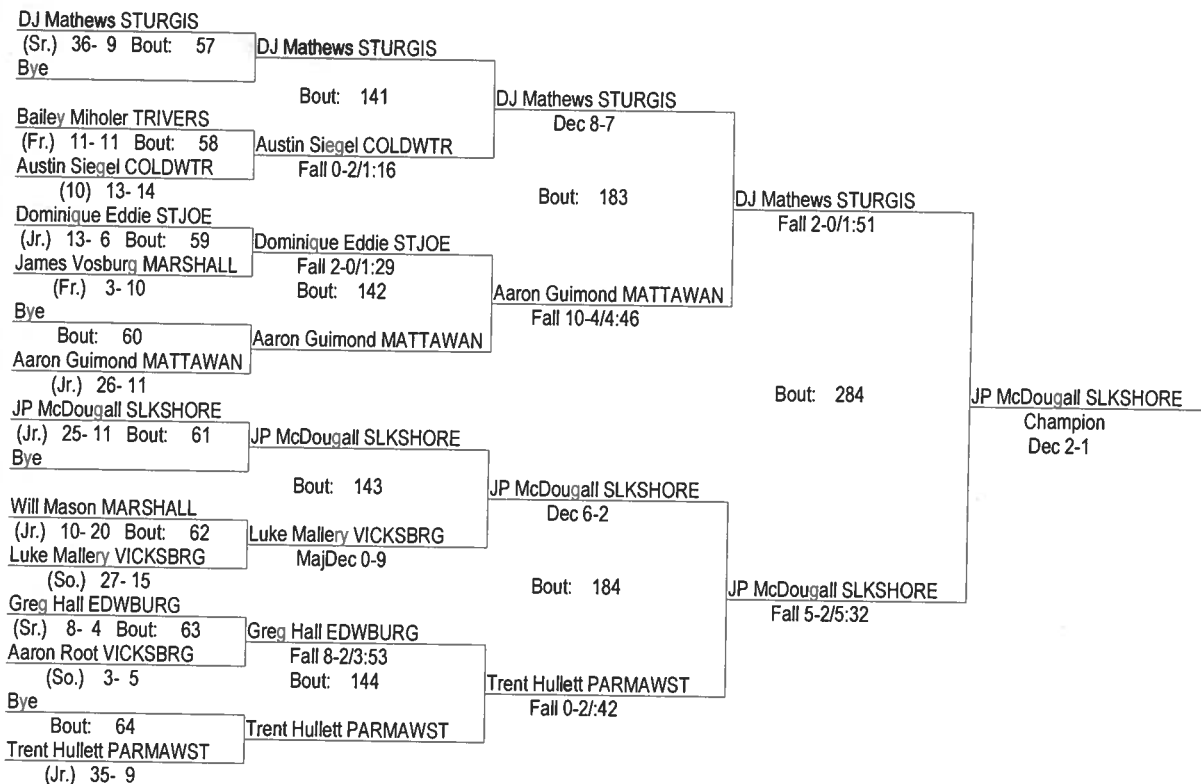 DJ Mathews STURGIS
(Sr.) 36- 9 Bout: 57
Bye
Bailey Miholer TRIVERS
(Fr.) 11- 11 Bout: 58
Austin Siegel COLDWTR
(10) 13- 14
Dominique Eddie STJOE
(Jr.) 13- 6 Bout: 59
James Vosburg MARSHALL
(Fr.) 3- 10
Bye
Bout: 60
Aaron Guimond MATTAWAN
(Jr.) 26- 11
JP McDougall SLKSHORE
(Jr.) 25- 11 Bout: 61
Bye
Will Mason MARSHALL
(Jr.) 10- 20 Bout: 62
Luke Mallery VICKSBRG
(So.) 27- 15
Greg Hall EDWBURG
(Sr.) 8- 4 Bout: 63
Aaron Root VICKSBRG
(So.) 3- 5
Bye
Bout: 64
Trent Hullett PARMAWST
(Jr.) 35- 9
DJ Mathews STURGIS
Bout: 141
Austin Siegel COLDWTR
Fall 0-2/1:16
Dominique Eddie STJOE
Fall 2-0/1:29
Bout: 142
Aaron Guimond MATTAWAN
JP McDougall SLKSHORE
Bout: 143
Luke Mallery VICKSBRG
MajDec 0-9
Greg Hall EDWBURG
Fall 8-2/3:53
Bout: 144
Trent Hullett PARMAWST
DJ Mathews STURGIS
Dec 8-7
Bout: 183
Aaron Guimond MATTAWAN
Fall 10-4/4:46
JP McDougall SLKSHORE
Dec 6-2
Bout: 184
Trent Hullett PARMAWST
Fall 0-2/:42
DJ Mathews STURGIS
Fall 2-0/1:51
Bout: 284
JP McDougall SLKSHORE
Fall 5-2/5:32
JP McDougall SLKSHORE
Champion
Dec 2-1